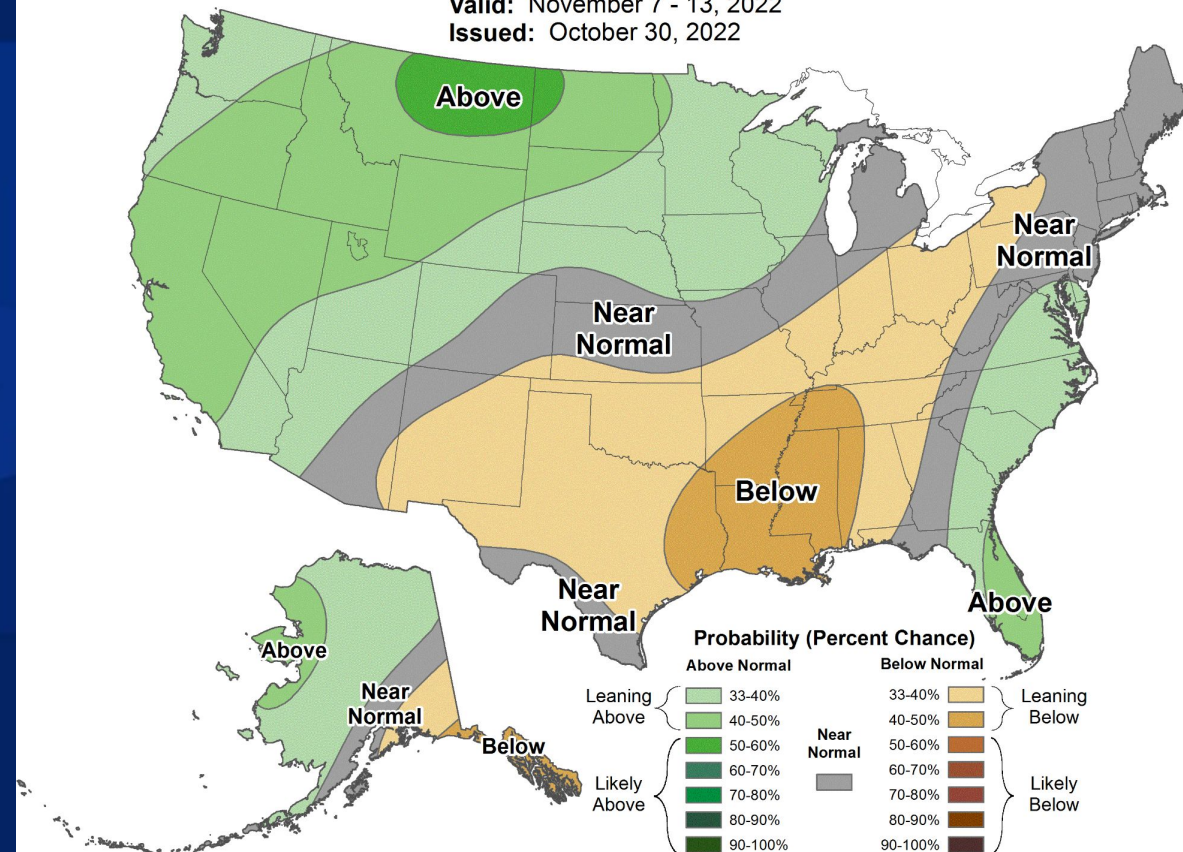 Valid: November 7 - 13, 2022
Issued: October 30, 2022
Above
Near
Normal
Near
Normal
Below
Near
Normal
Above
Above
Near
Normal
Below
Probability (Percent Chance)
Above Normal
Below Normal
Leaning
Above
33-40%
40-50%
Likely
Above
50-60%
60-70%
70-80%
80-90%
90-100%
Near
Normal
33-40%
40-50%
Leaning
Below
50-60%
60-70%
70-80%
80-90%
90-100%
Likely
Below